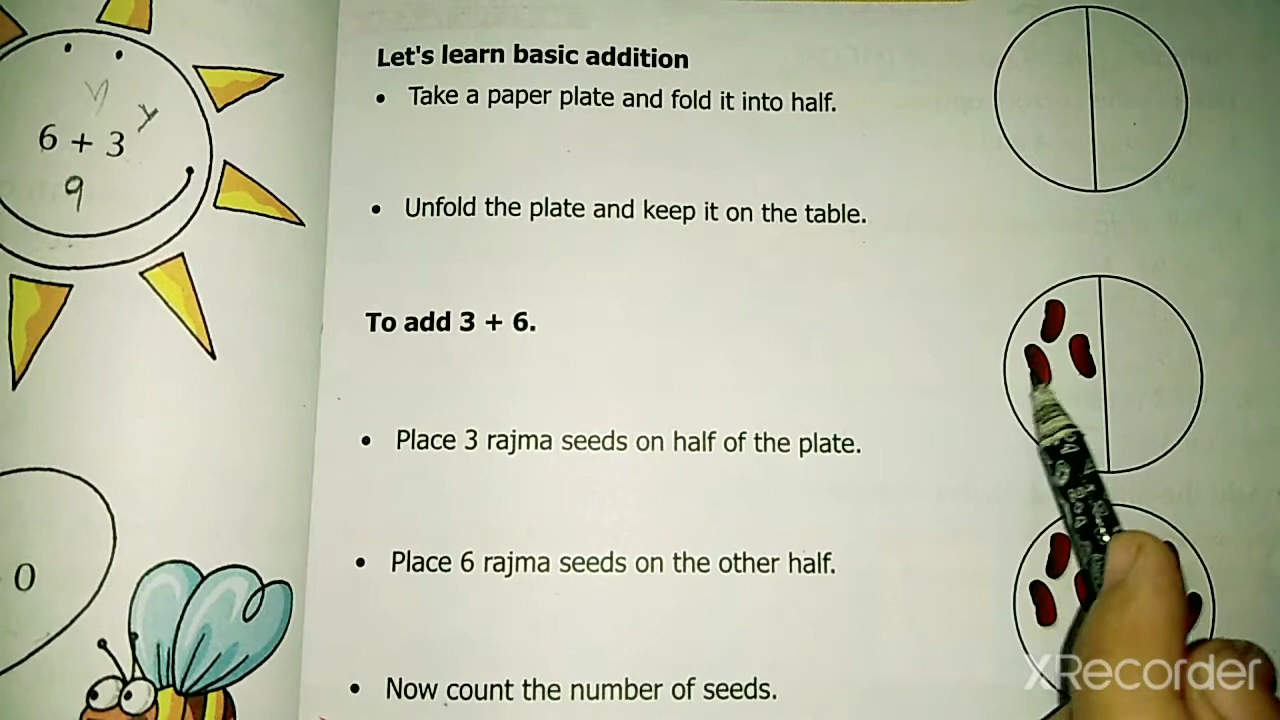 6 + 3
9
Let's learn basic addition
• Take a paper plate and fold it into half.
• Unfold the plate and keep it on the table.
To add 3 + 6.
• Place 3 rajma seeds on half of the plate.
• Place 6 rajma seeds on the other half.
0
• Now count the number of seeds.
XRecorder